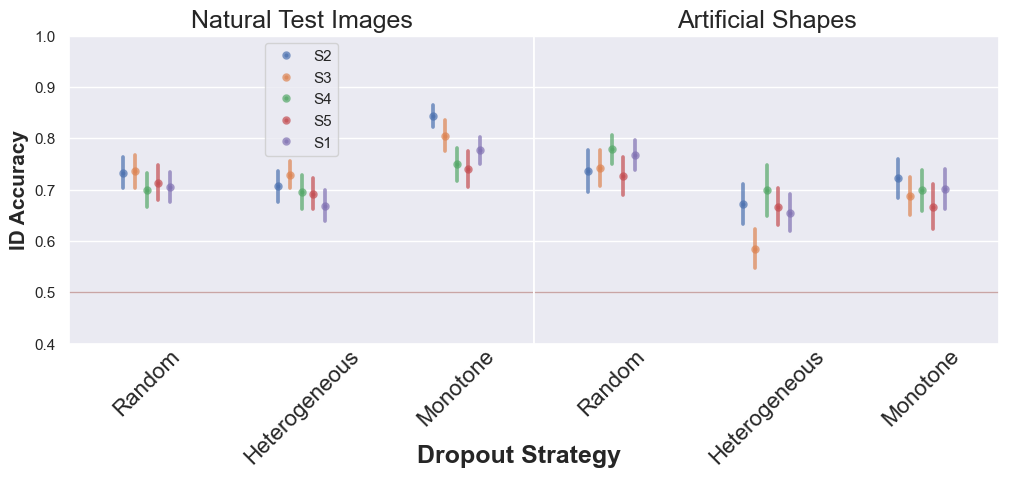 Natural Test Images
Artificial Shapes
1.0
0.9
0.8
0.7
0.6
0.5
0.4
ID Accuracy
S2
S3
S4
S5
S1
Random
Heterogeneous
Monotone
Random
Heterogeneous
Monotone
Dropout Strategy